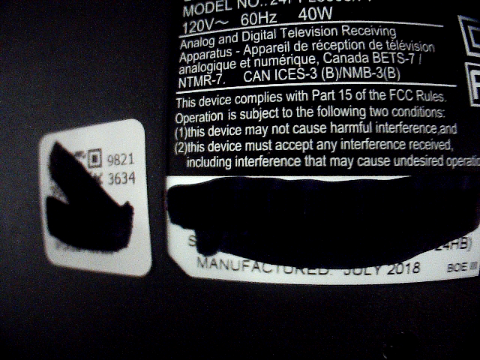 MODEL NO.:
120V~ 60Hz 40W
Analog and Digital Television Receiving
Apparatus - Appareil de réception de télévision
analogique et numérique, Canada BETS-7 /
NTMR-7. CAN ICES-3 (B)/NMB-3(B)
This device complies with Part 15 of the FCC Rules.
Operation is subject to the following two conditions:
(1)this device may not cause harmful interference,and
(2)this device must accept any interference received,
including interference that may cause undesired
9821
3634
24HB)
MANUFACTURED: JULY 2018
BOE